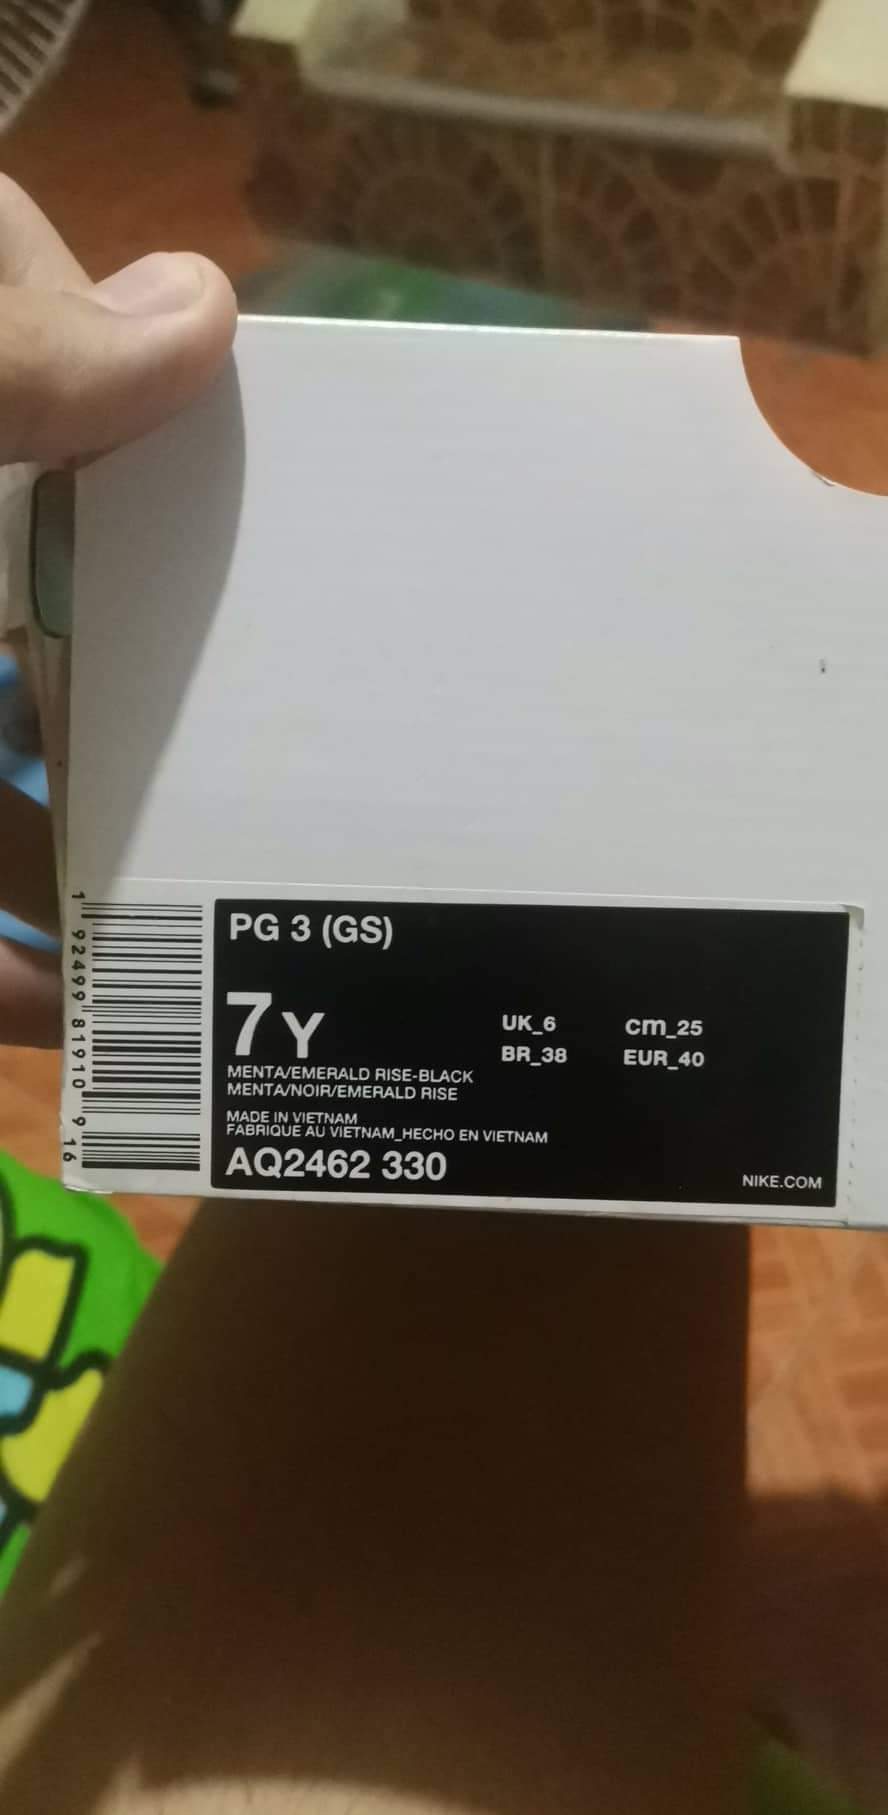 PG 3 (GS)
7Y
UK_6 cm_25
BR_38 EUR_40
MENTA/EMERALD RISE-BLACK
MENTA/NOIR/EMERALD RISE
MADE IN VIETNAM
FABRIQUE AU VIETNAM_HECHO EN VIETNAM
AQ2462 330
NIKE.COM
1 92499 81910 9 16